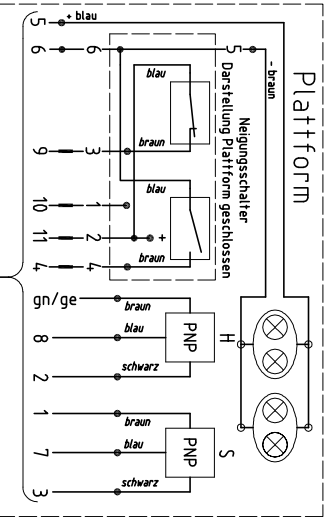 5 + blau
6 6 5 - braun
Plattform
Neigungsschalter
Darstellung Plattform geschlossen
blau
braun
9 3
blau
10 1
11 2 +
braun
4 4
gn/ge braun
8 blau PNP H
2 schwarz
1 braun
7 blau PNP S
3 schwarz